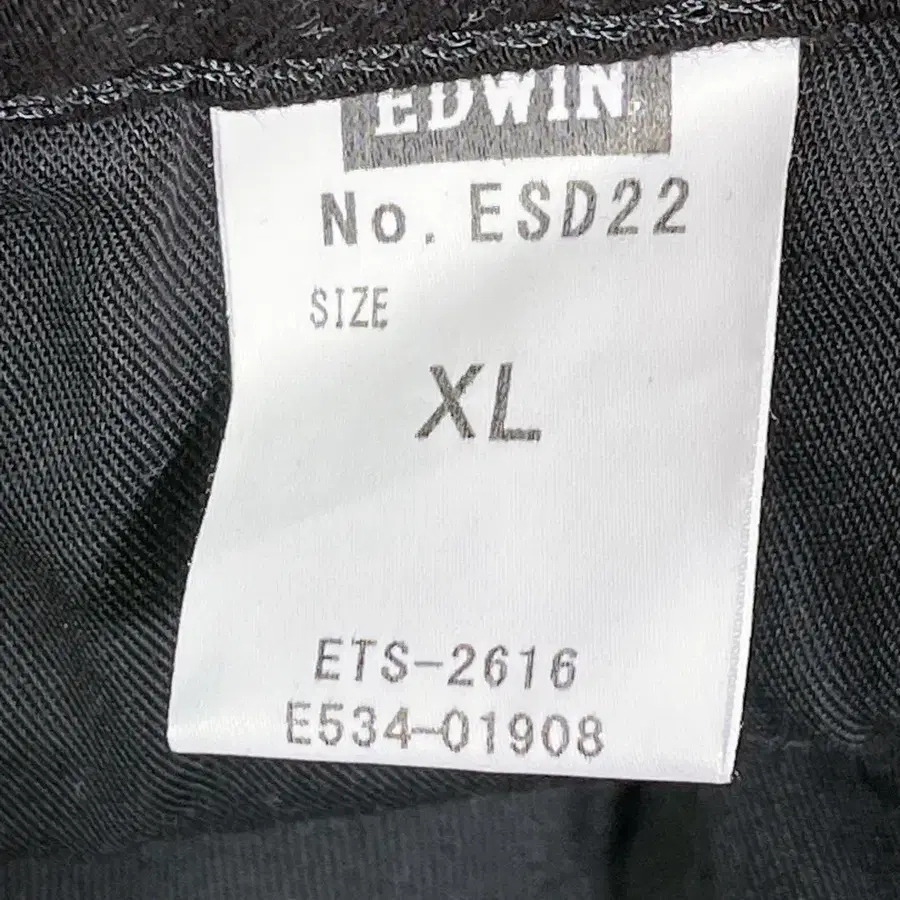 EDWIN.
No. ESD22
SIZE
XL
ETS-2616
E534-01908